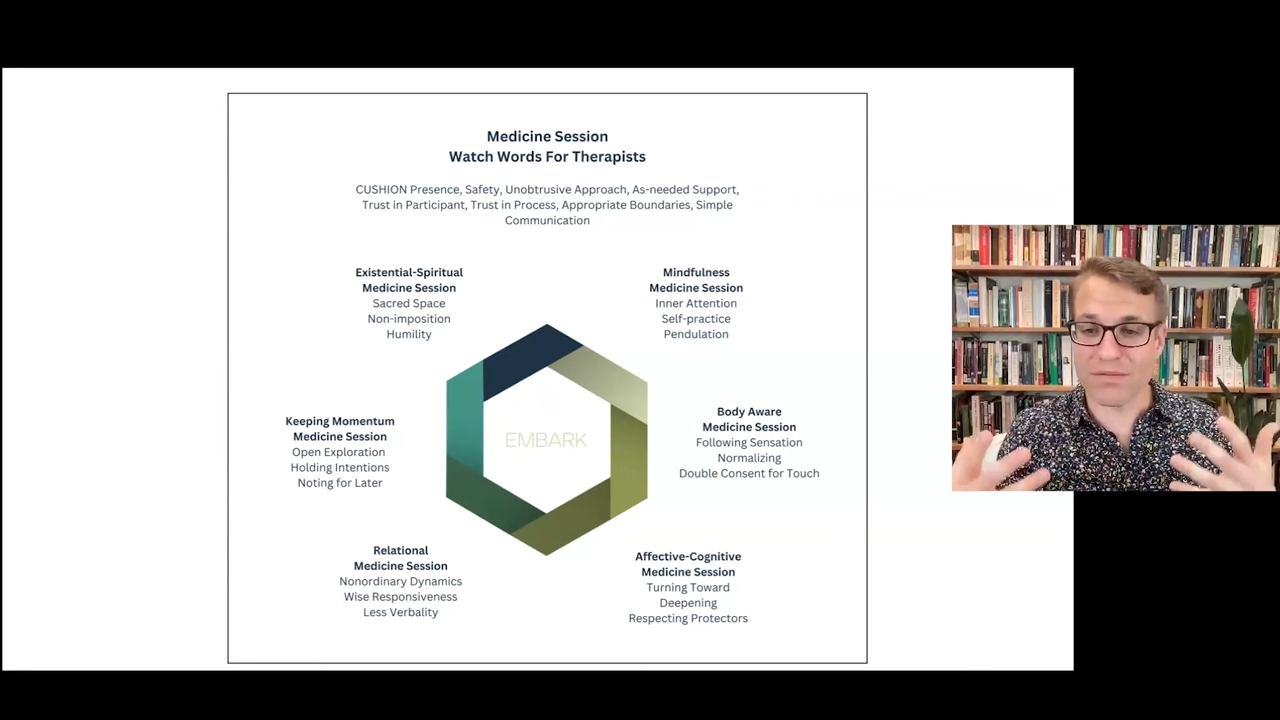 Medicine Session
Watch Words For Therapists
CUSHION Presence, Safety, Unobtrusive Approach, As-needed Support,
Trust in Participant, Trust in Process, Appropriate Boundaries, Simple
Communication
Existential-Spiritual
Medicine Session
Sacred Space
Non-imposition
Humility
Mindfulness
Medicine Session
Inner Attention
Self-practice
Pendulation
Keeping Momentum
Medicine Session
Open Exploration
Holding Intentions
Noting for Later
EMBARK
Body Aware
Medicine Session
Following Sensation
Normalizing
Double Consent for Touch
Relational
Medicine Session
Nonordinary Dynamics
Wise Responsiveness
Less Verbality
Affective-Cognitive
Medicine Session
Turning Toward
Deepening
Respecting Protectors